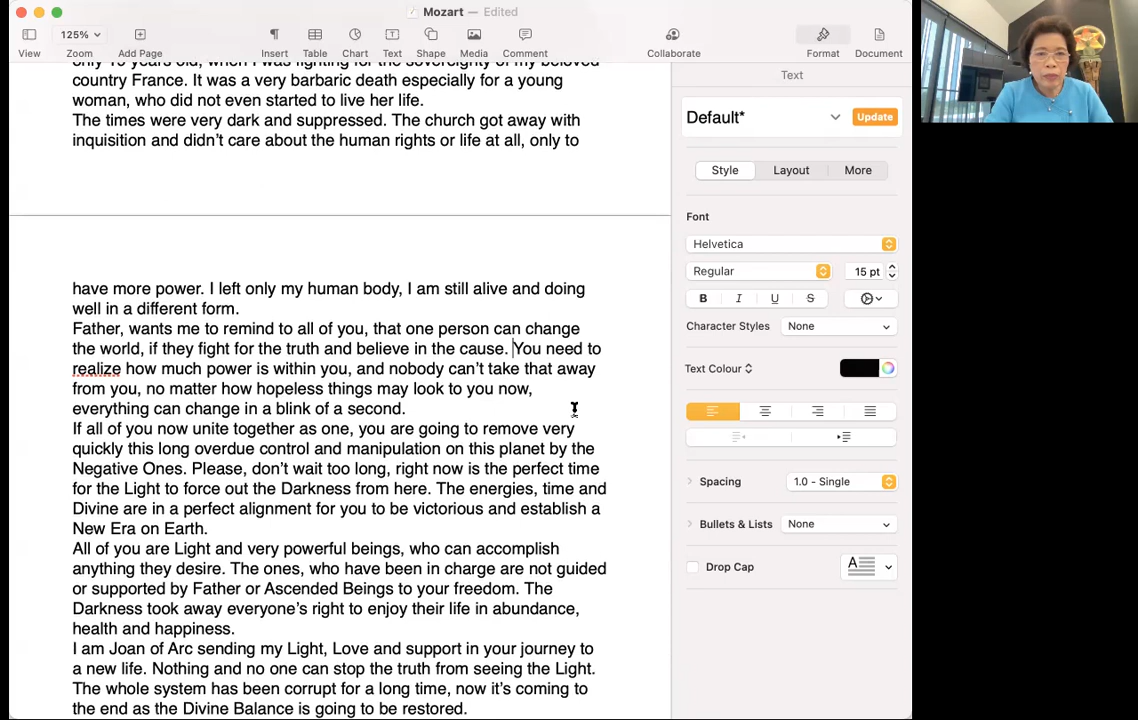 Mozart — Edited
125%
View
Zoom
Add Page
Insert
Table
Chart
Text
Shape
Media
Comment
Collaborate
Format
Document
only 19 years old, when I was fighting for the sovereignty of my beloved
country France. It was a very barbaric death especially for a young
woman, who did not even started to live her life.
The times were very dark and suppressed. The church got away with
inquisition and didn't care about the human rights or life at all, only to
have more power. I left only my human body, I am still alive and doing
well in a different form.
Father, wants me to remind to all of you, that one person can change
the world, if they fight for the truth and believe in the cause. You need to
realize how much power is within you, and nobody can't take that away
from you, no matter how hopeless things may look to you now,
everything can change in a blink of a second.
If all of you now unite together as one, you are going to remove very
quickly this long overdue control and manipulation on this planet by the
Negative Ones. Please, don't wait too long, right now is the perfect time
for the Light to force out the Darkness from here. The energies, time and
Divine are in a perfect alignment for you to be victorious and establish a
New Era on Earth.
All of you are Light and very powerful beings, who can accomplish
anything they desire. The ones, who have been in charge are not guided
or supported by Father or Ascended Beings to your freedom. The
Darkness took away everyone's right to enjoy their life in abundance,
health and happiness.
I am Joan of Arc sending my Light, Love and support in your journey to
a new life. Nothing and no one can stop the truth from seeing the Light.
The whole system has been corrupt for a long time, now it's coming to
the end as the Divine Balance is going to be restored.
Text
Default*
Update
Style
Layout
More
Font
Helvetica
Regular
15 pt
B
I
U
S
Character Styles
None
Text Colour
Spacing
1.0 - Single
Bullets & Lists
None
Drop Cap
A